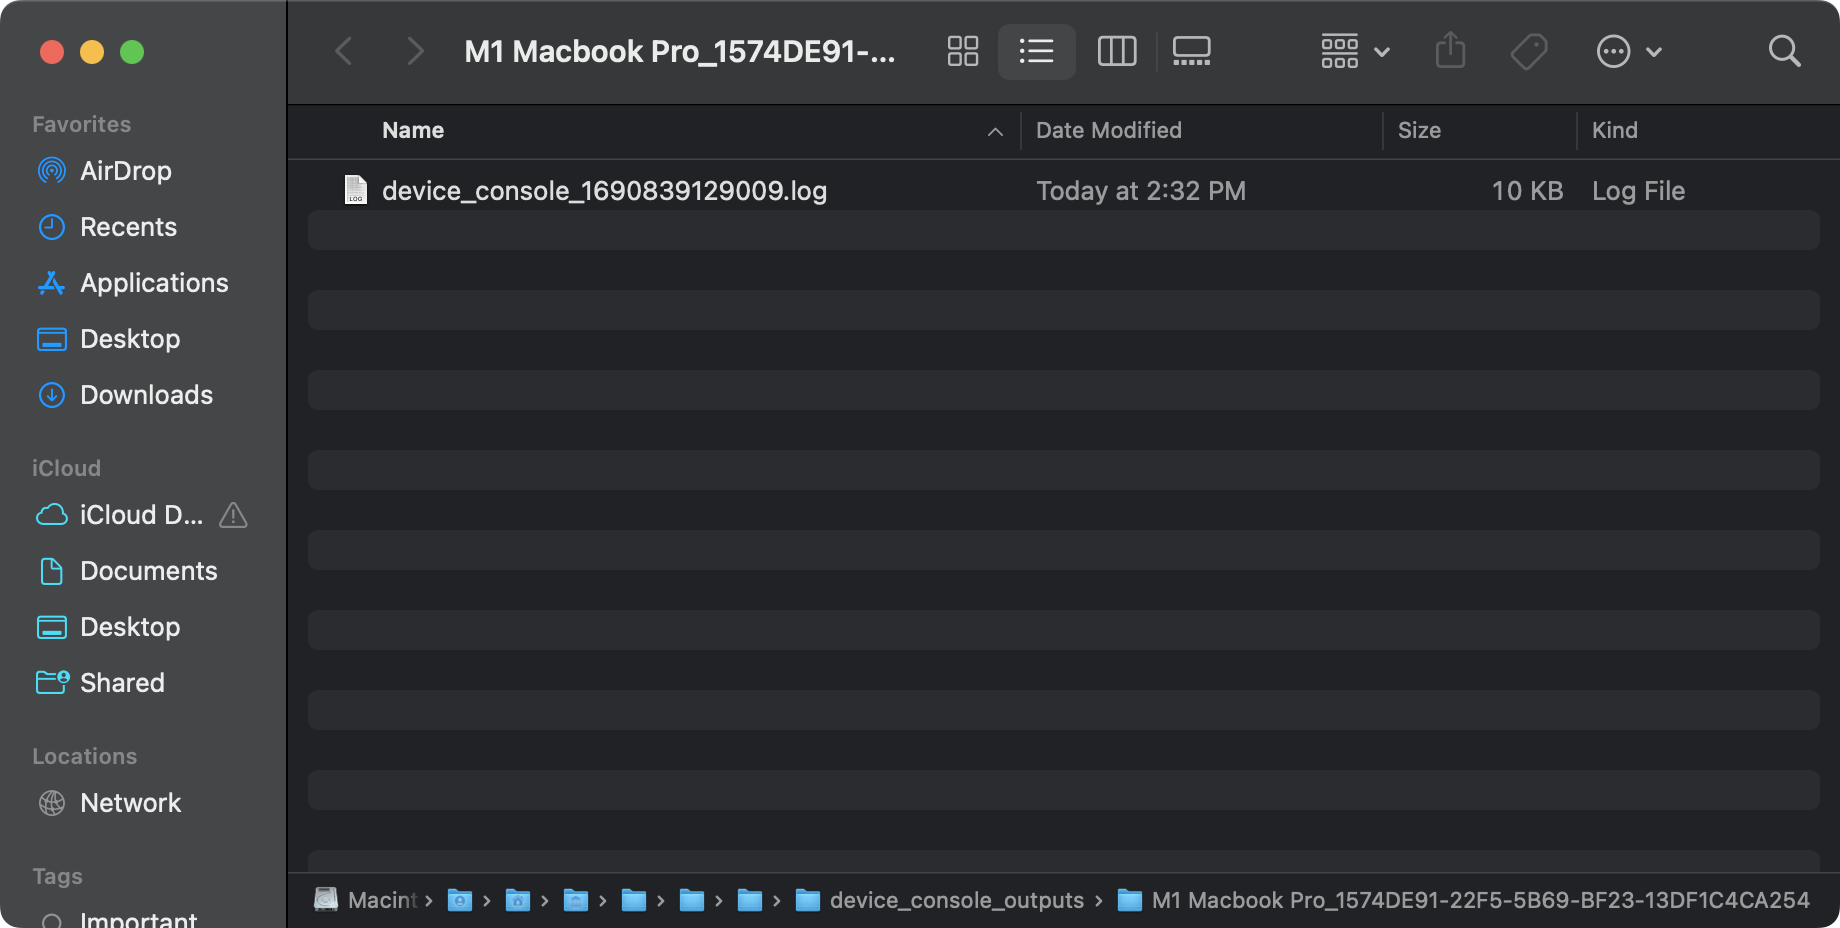 M1 Macbook Pro_1574DE91-...
Favorites
AirDrop
Recents
Applications
Desktop
Downloads
iCloud
iCloud D...
Documents
Desktop
Shared
Locations
Network
Tags
Important
Name Date Modified Size Kind
LOG device_console_1690839129009.log Today at 2:32 PM 10 KB Log File
Macint device_console_outputs M1 Macbook Pro_1574DE91-22F5-5B69-BF23-13DF1C4CA254